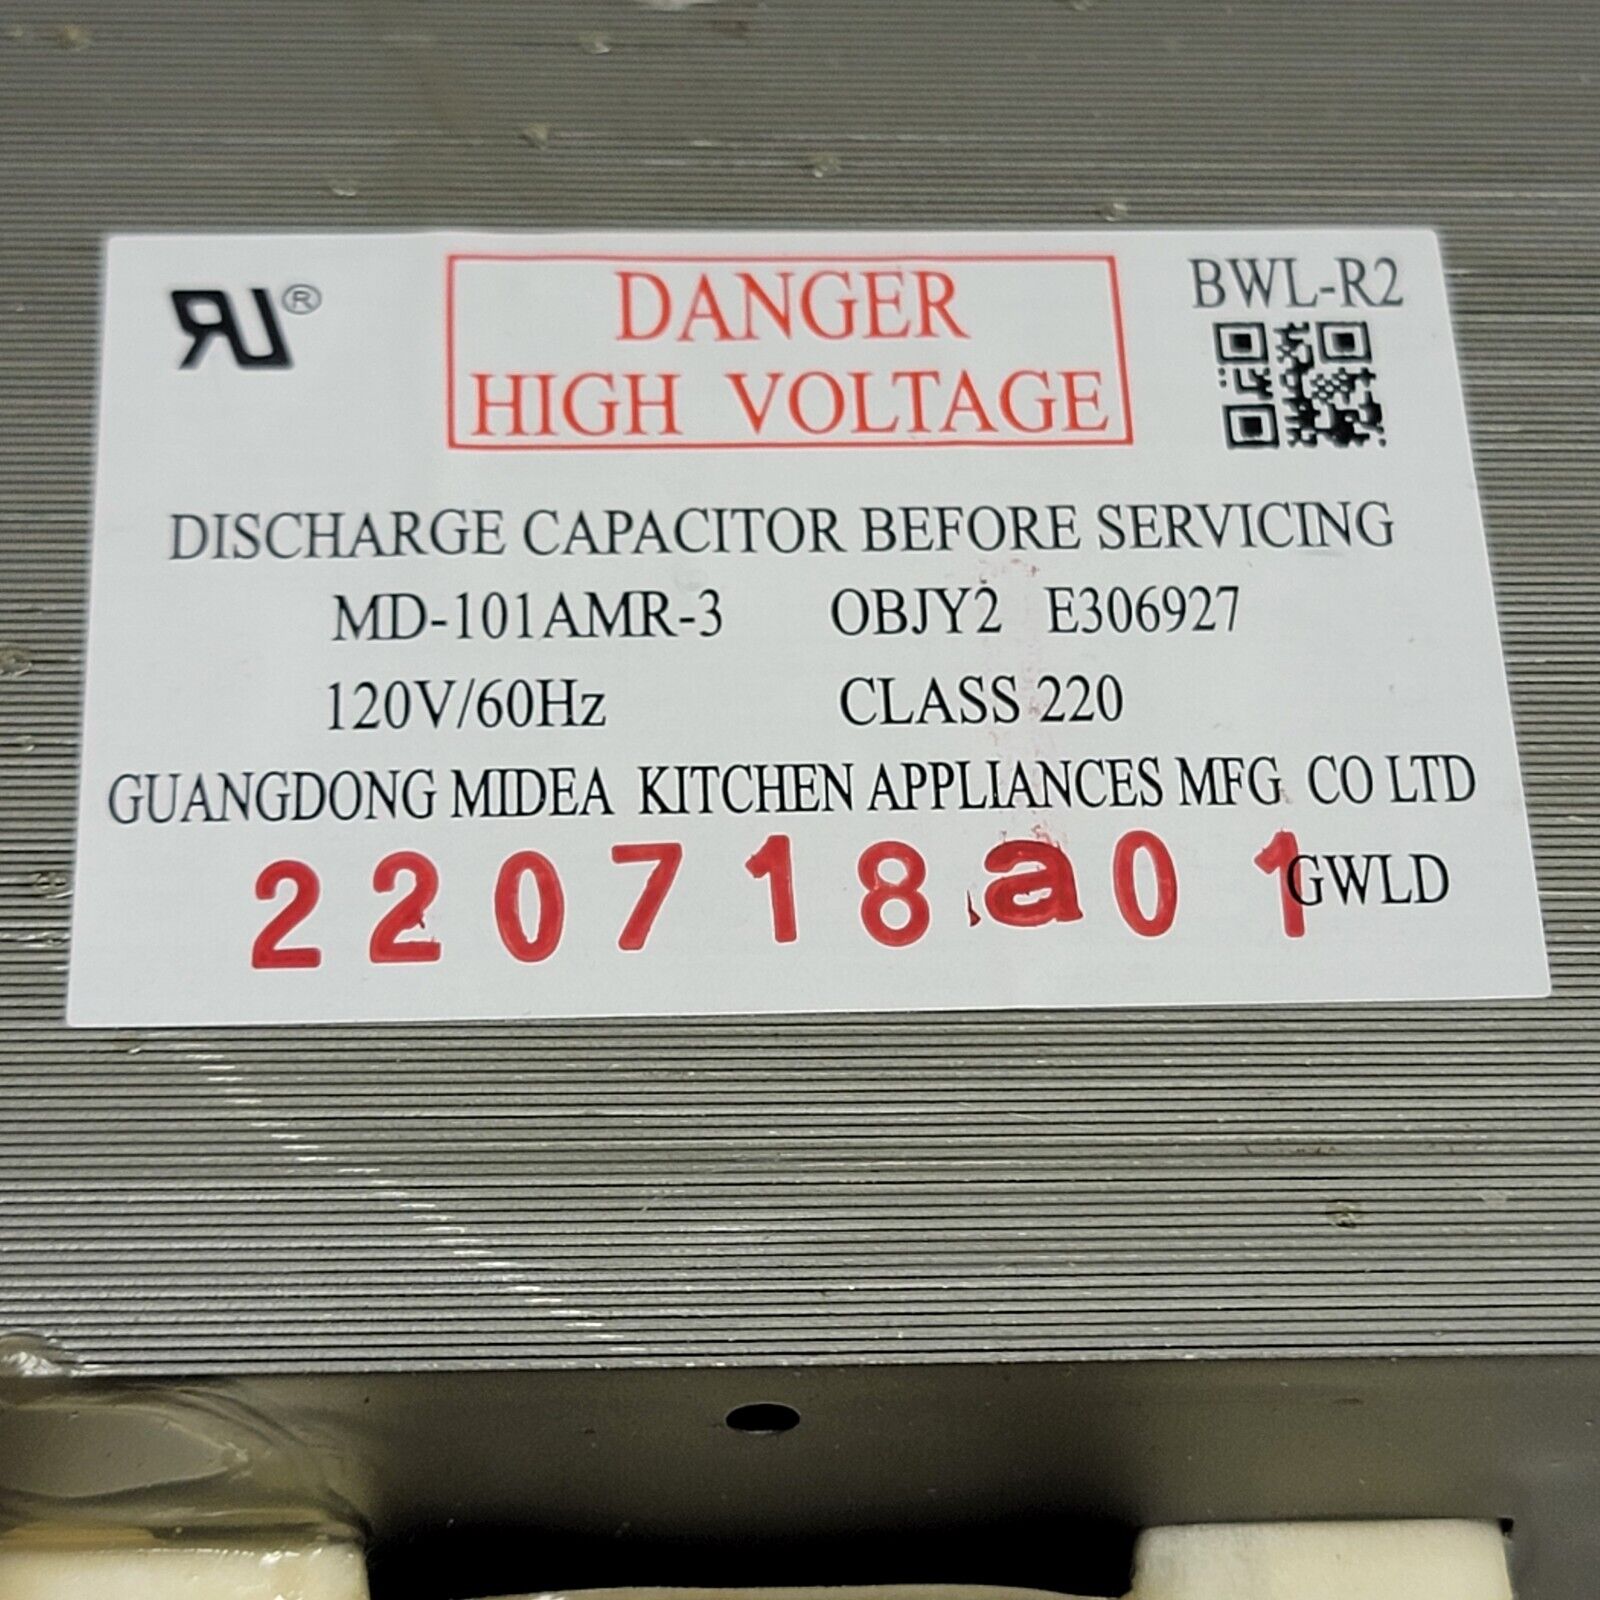 RU® DANGER BWL-R2
HIGH VOLTAGE
DISCHARGE CAPACITOR BEFORE SERVICING
MD-101AMR-3 OBJY2 E306927
120V/60Hz CLASS 220
GUANGDONG MIDEA KITCHEN APPLIANCES MFG CO LTD
220718a01 GWLD